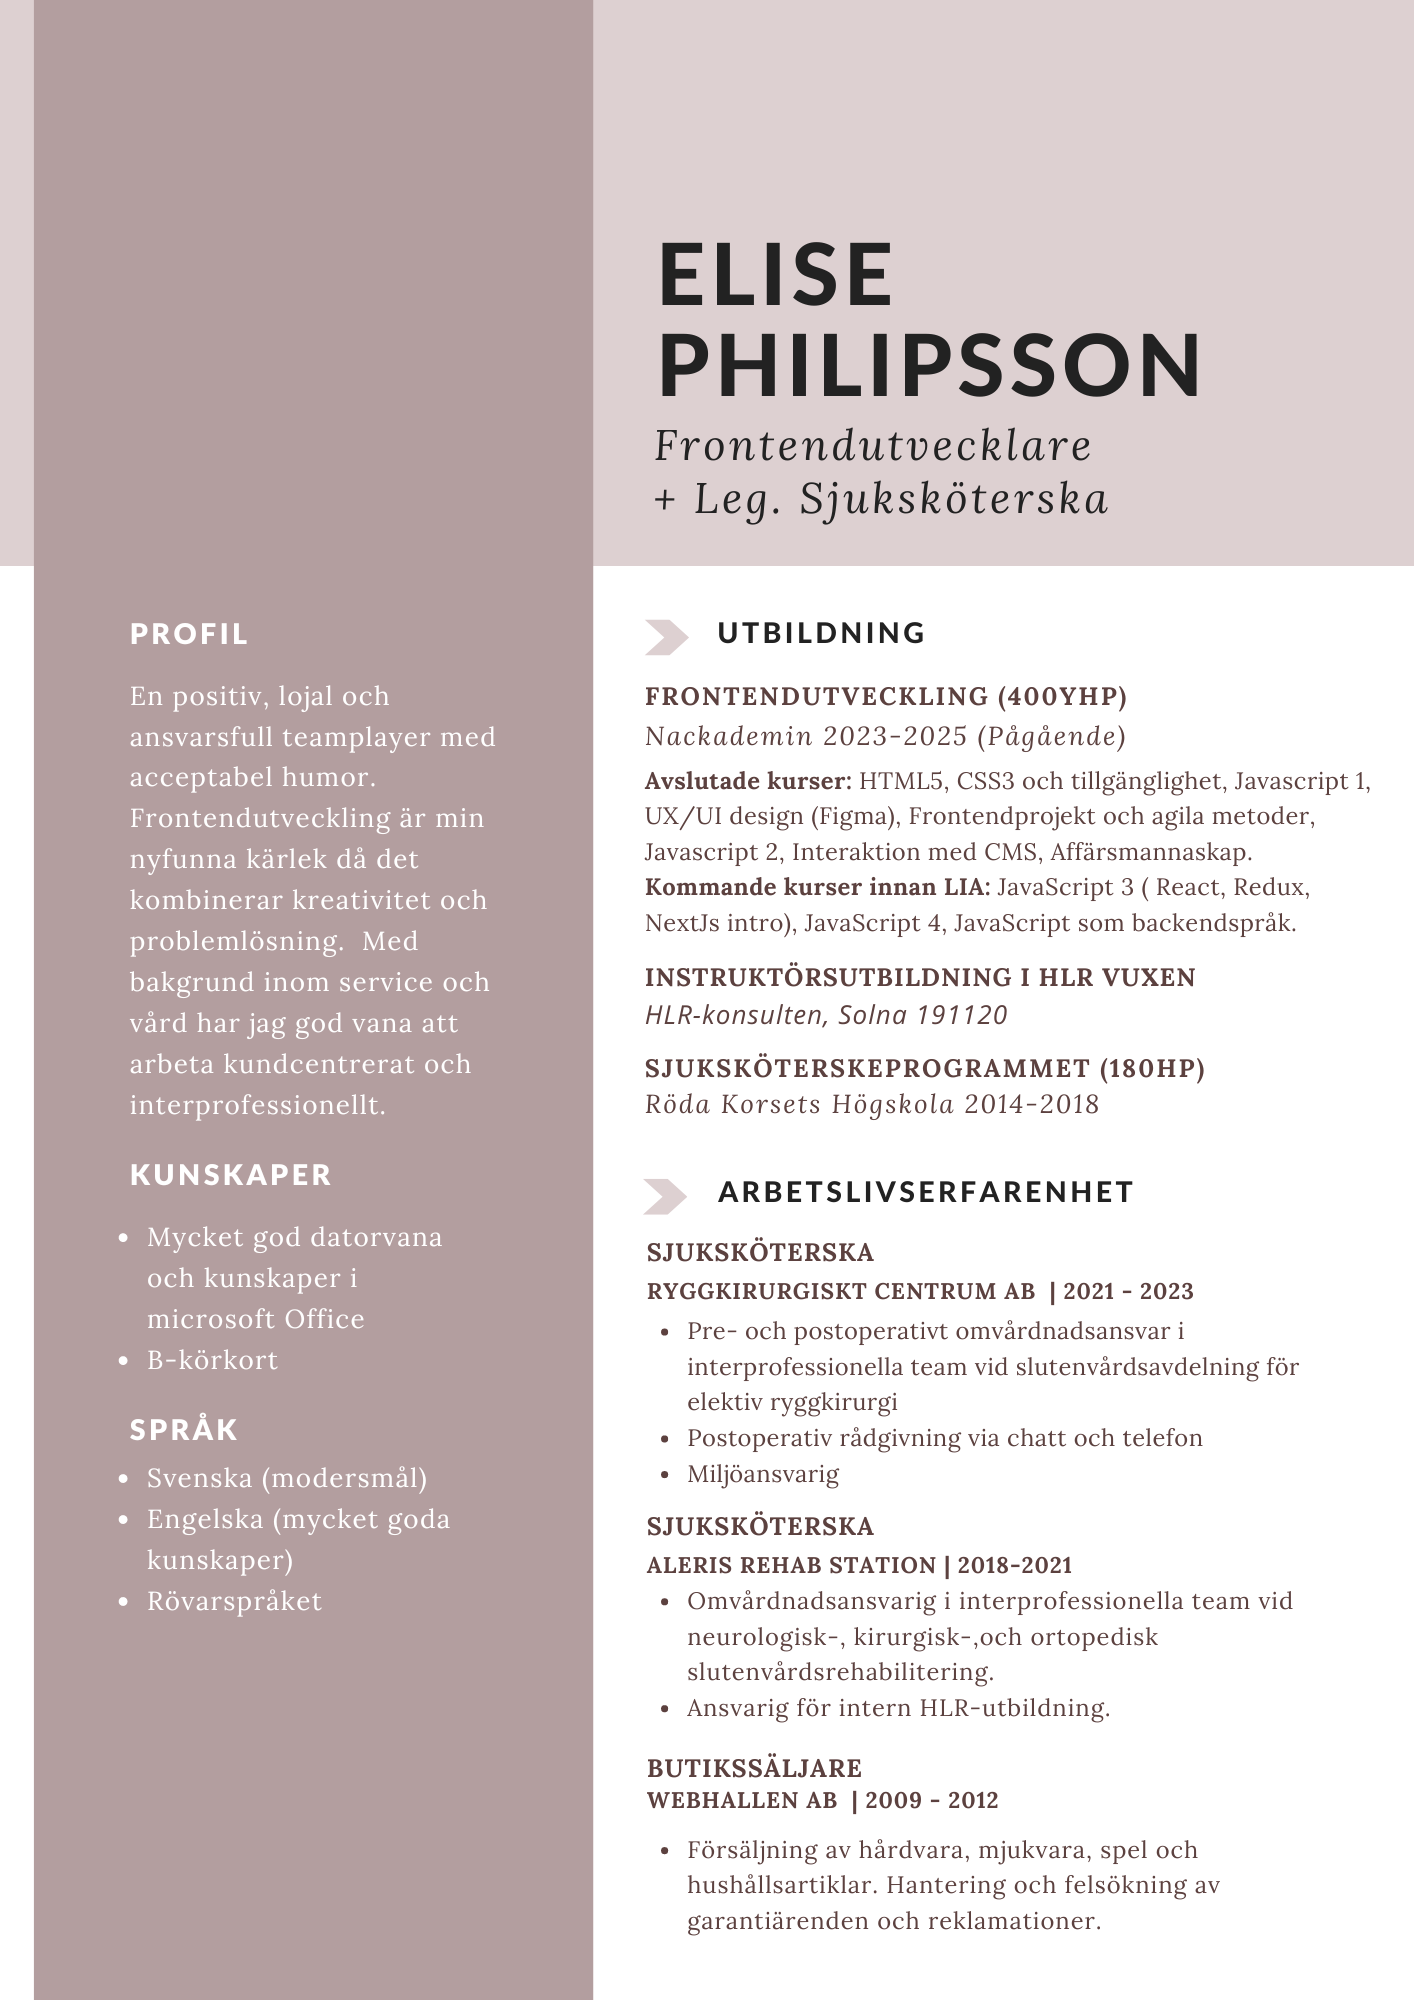 ELISE
PHILIPSSON
Frontendutvecklare
+ Leg. Sjuksköterska
PROFIL
En positiv, lojal och
ansvarsfull teamplayer med
acceptabel humor.
Frontendutveckling är min
nyfunna kärlek då det
kombinerar kreativitet och
problemlösning.  Med
bakgrund inom service och
vård har jag god vana att
arbeta kundcentrerat och
interprofessionellt.
KUNSKAPER
• Mycket god datorvana
och kunskaper i
microsoft Office
• B-körkort
SPRÅK
• Svenska (modersmål)
• Engelska (mycket goda
kunskaper)
• Rövarspråket
UTBILDNING
FRONTENDUTVECKLING (400YHP)
Nackademin 2023-2025 (Pågående)
Avslutade kurser: HTML5, CSS3 och tillgänglighet, Javascript 1,
UX/UI design (Figma), Frontendprojekt och agila metoder,
Javascript 2, Interaktion med CMS, Affärsmannaskap.
Kommande kurser innan LIA: JavaScript 3 ( React, Redux,
NextJs intro), JavaScript 4, JavaScript som backendspråk.
INSTRUKTÖRSUTBILDNING I HLR VUXEN
HLR-konsulten, Solna 191120
SJUKSKÖTERSKEPROGRAMMET (180HP)
Röda Korsets Högskola 2014-2018
ARBETSLIVSERFARENHET
SJUKSKÖTERSKA
RYGGKIRURGISKT CENTRUM AB  | 2021 - 2023
• Pre- och postoperativt omvårdnadsansvar i
interprofessionella team vid slutenvårdsavdelning för
elektiv ryggkirurgi
• Postoperativ rådgivning via chatt och telefon
• Miljöansvarig
SJUKSKÖTERSKA
ALERIS REHAB STATION | 2018-2021
• Omvårdnadsansvarig i interprofessionella team vid
neurologisk-, kirurgisk-,och ortopedisk
slutenvårdsrehabilitering.
• Ansvarig för intern HLR-utbildning.
BUTIKSSÄLJARE
WEBHALLEN AB  | 2009 - 2012
• Försäljning av hårdvara, mjukvara, spel och
hushållsartiklar. Hantering och felsökning av
garantiärenden och reklamationer.